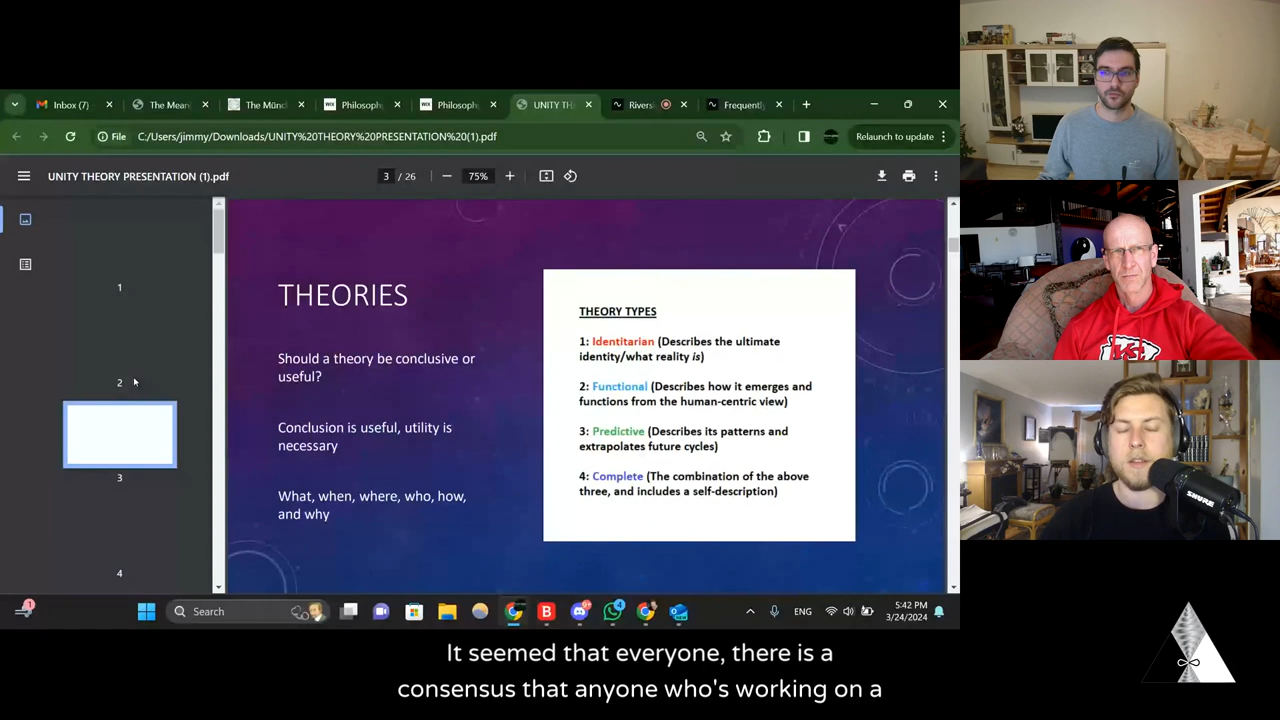 Inbox (7)
The Mean
The Münc
WIX
Philosoph
WIX
Philosoph
UNITY TH
Rivers
Frequently
File
C:/Users/jimmy/Downloads/UNITY%20THEORY%20PRESENTATION%20(1).pdf
Relaunch to update
UNITY THEORY PRESENTATION (1).pdf
3 / 26
75%
1
2
3
4
THEORIES
Should a theory be conclusive or
useful?
Conclusion is useful, utility is
necessary
What, when, where, who, how,
and why
THEORY TYPES
1: Identitarian (Describes the ultimate
identity/what reality is)
2: Functional (Describes how it emerges and
functions from the human-centric view)
3: Predictive (Describes its patterns and
extrapolates future cycles)
4: Complete (The combination of the above
three, and includes a self-description)
SHURE
1
Search
B
4
ENG
5:42 PM
3/24/2024
It seemed that everyone, there is a
consensus that anyone who's working on a